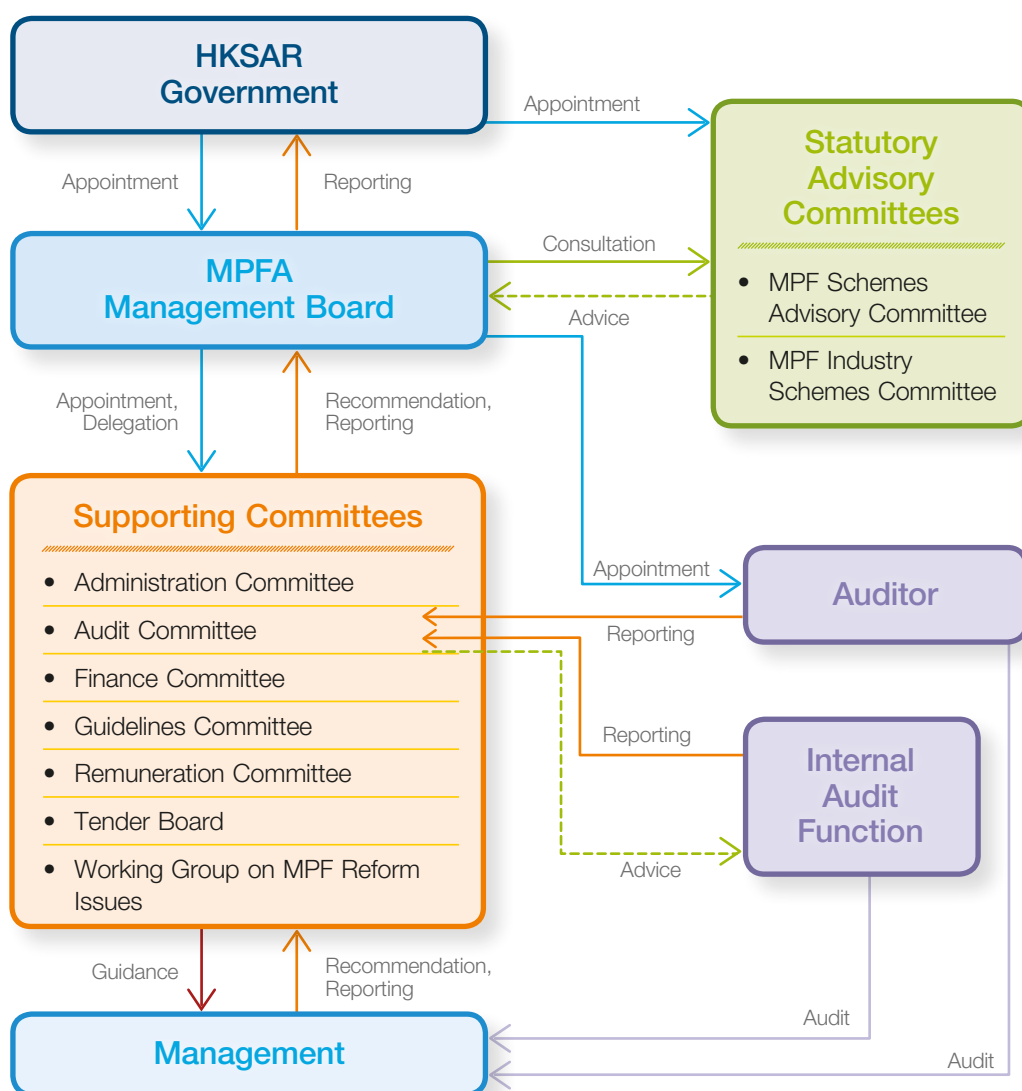 HKSAR
Government
Appointment
Appointment
Reporting
Statutory
Advisory
Committees
• MPF Schemes
Advisory Committee
• MPF Industry
Schemes Committee
MPFA
Management Board
Consultation
Advice
Appointment,
Delegation
Recommendation,
Reporting
Supporting Committees
• Administration Committee
• Audit Committee
• Finance Committee
• Guidelines Committee
• Remuneration Committee
• Tender Board
• Working Group on MPF Reform
Issues
Appointment
Auditor
Reporting
Reporting
Internal
Audit
Function
Advice
Guidance
Recommendation,
Reporting
Management
Audit
Audit